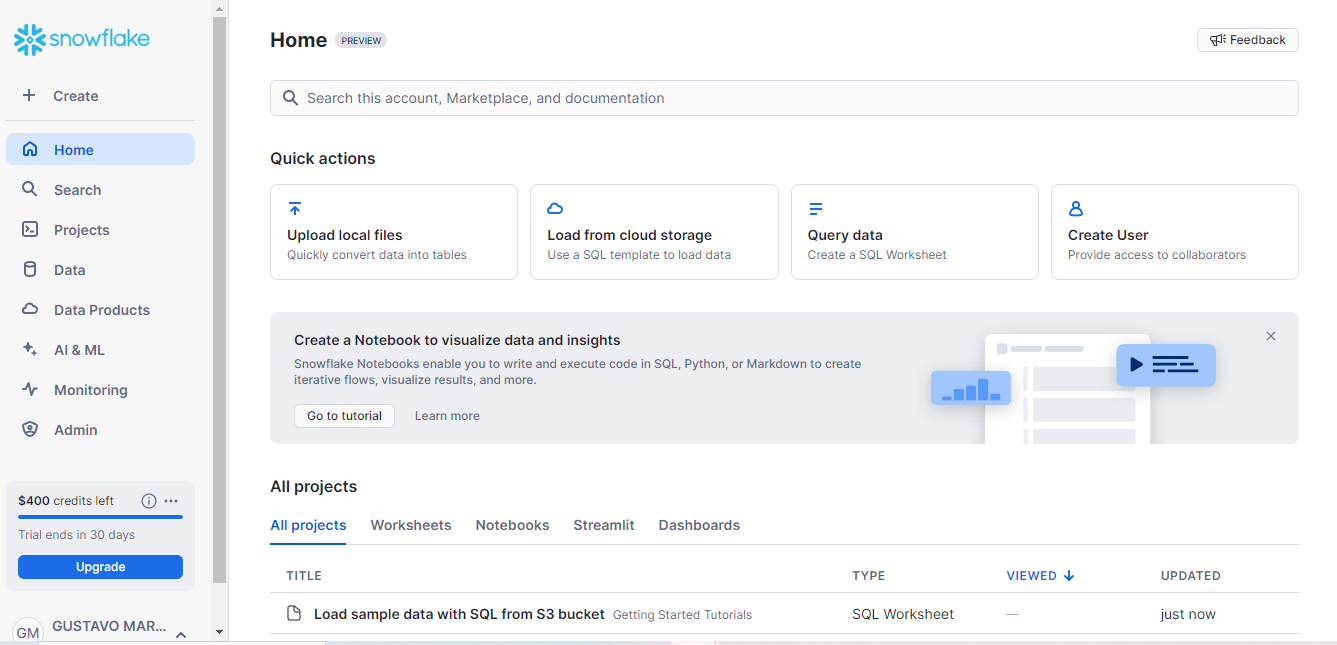 snowflake
Create
Home
Search
Projects
Data
Data Products
AI & ML
Monitoring
Admin
$400 credits left
Trial ends in 30 days
Upgrade
GM
GUSTAVO MAR...
Home PREVIEW
Feedback
Search this account, Marketplace, and documentation
Quick actions
Upload local files
Quickly convert data into tables
Load from cloud storage
Use a SQL template to load data
Query data
Create a SQL Worksheet
Create User
Provide access to collaborators
Create a Notebook to visualize data and insights
Snowflake Notebooks enable you to write and execute code in SQL, Python, or Markdown to create
iterative flows, visualize results, and more.
Go to tutorial Learn more
All projects
All projects Worksheets Notebooks Streamlit Dashboards
TITLE TYPE VIEWED UPDATED
Load sample data with SQL from S3 bucket Getting Started Tutorials SQL Worksheet — just now